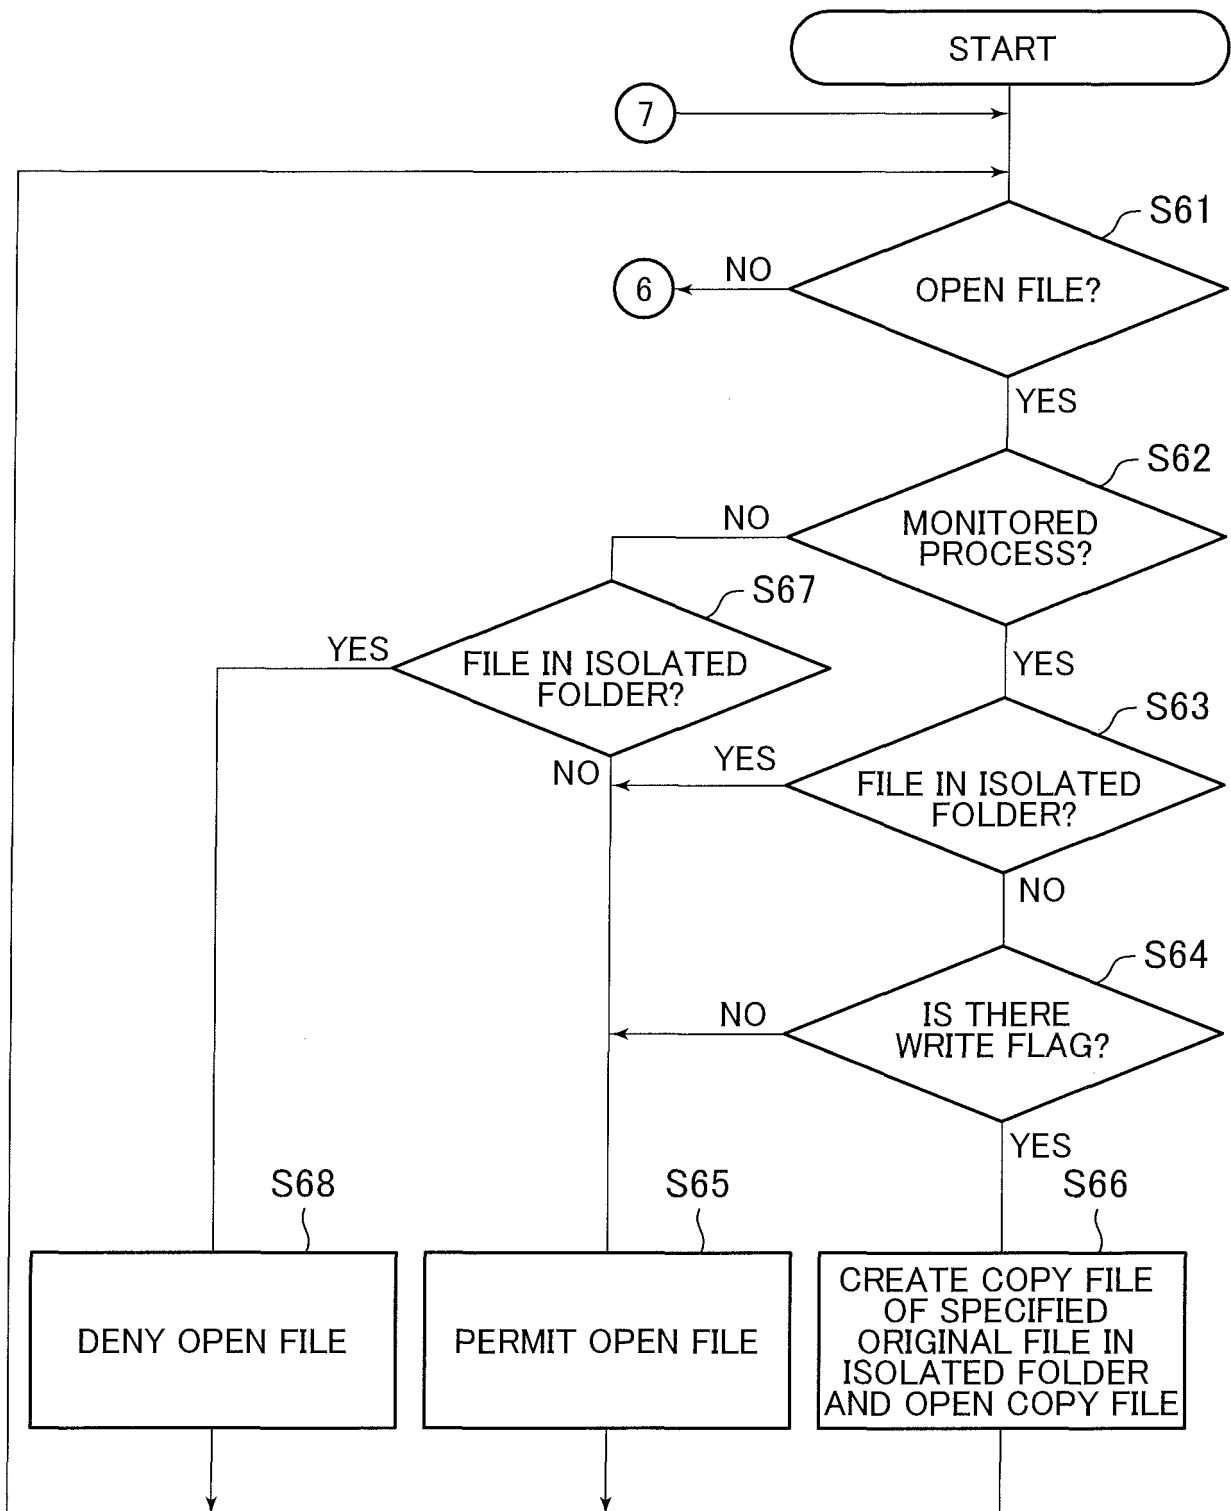 START
7
S61
NO
6
OPEN FILE?
YES
S62
NO
MONITORED
PROCESS?
S67
YES
FILE IN ISOLATED
FOLDER?
YES
S63
NO
YES
FILE IN ISOLATED
FOLDER?
NO
S64
NO
IS THERE
WRITE FLAG?
YES
S68
S65
S66
DENY OPEN FILE
PERMIT OPEN FILE
CREATE COPY FILE
OF SPECIFIED
ORIGINAL FILE IN
ISOLATED FOLDER
AND OPEN COPY FILE